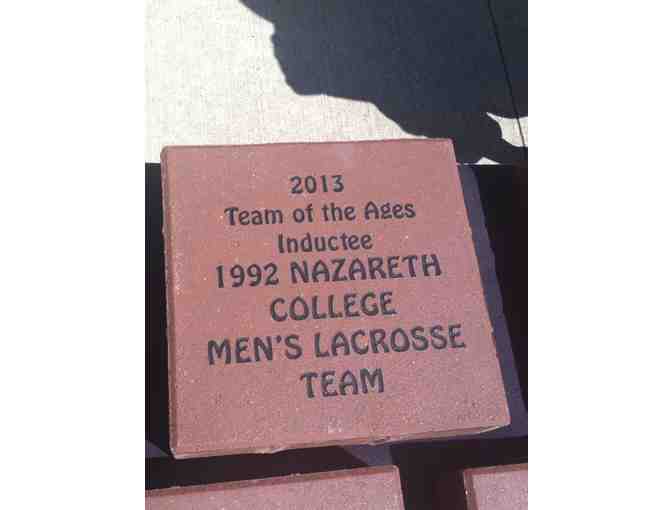 2013
Team of the Ages
Inductee
1992 NAZARETH
COLLEGE
MEN'S LACROSSE
TEAM